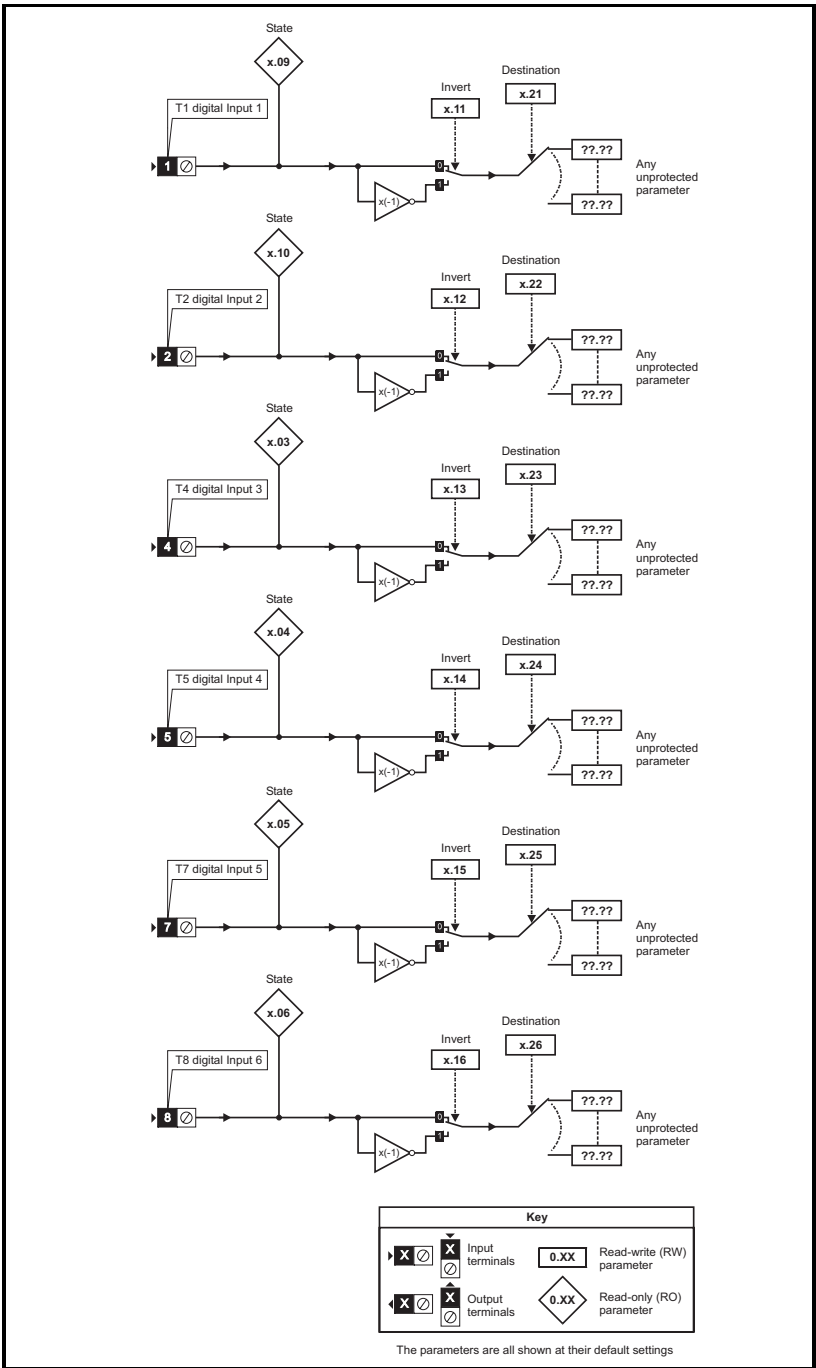 State
x.09
Destination
Invert
x.21
x.11
T1 digital Input 1
??.??
1
0
Any
unprotected
parameter
1
x(-1)
??.??
State
x.10
Destination
Invert
x.22
x.12
T2 digital Input 2
??.??
2
0
Any
unprotected
parameter
1
x(-1)
??.??
State
x.03
Destination
Invert
x.23
x.13
T4 digital Input 3
??.??
4
0
Any
unprotected
parameter
1
x(-1)
??.??
State
x.04
Destination
Invert
x.24
x.14
T5 digital Input 4
??.??
5
0
Any
unprotected
parameter
1
x(-1)
??.??
State
x.05
Destination
Invert
x.25
x.15
T7 digital Input 5
??.??
7
0
Any
unprotected
parameter
1
x(-1)
??.??
State
x.06
Destination
Invert
x.26
x.16
T8 digital Input 6
??.??
8
0
Any
unprotected
parameter
1
x(-1)
??.??
Key
X
X
Input
terminals
0.XX
Read-write (RW)
parameter
X
X
Output
terminals
0.XX
Read-only (RO)
parameter
The parameters are all shown at their default settings